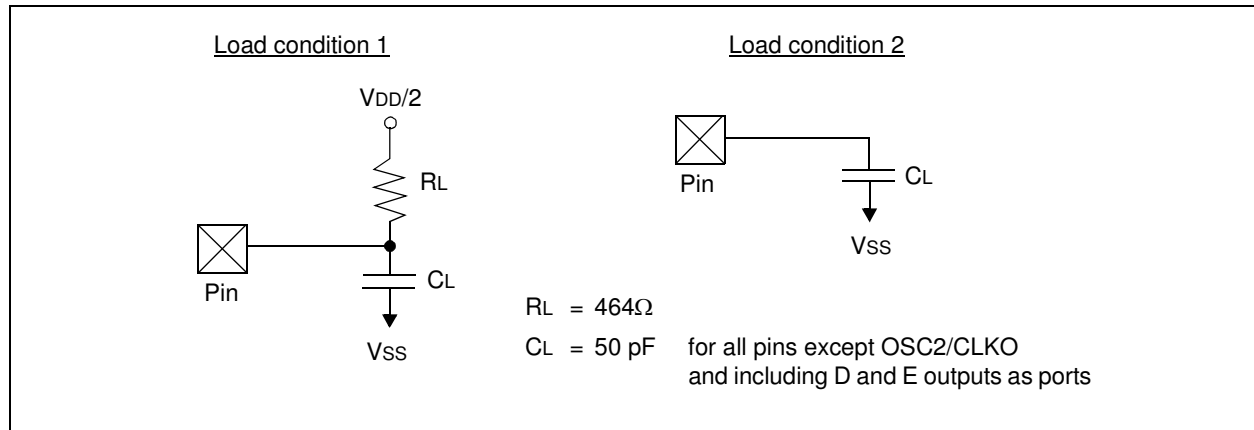 Load condition 1
Load condition 2
VDD/2
RL
Pin
CL
VSS
Pin
CL
VSS
RL = 464Ω
CL = 50 pF for all pins except OSC2/CLKO
and including D and E outputs as ports